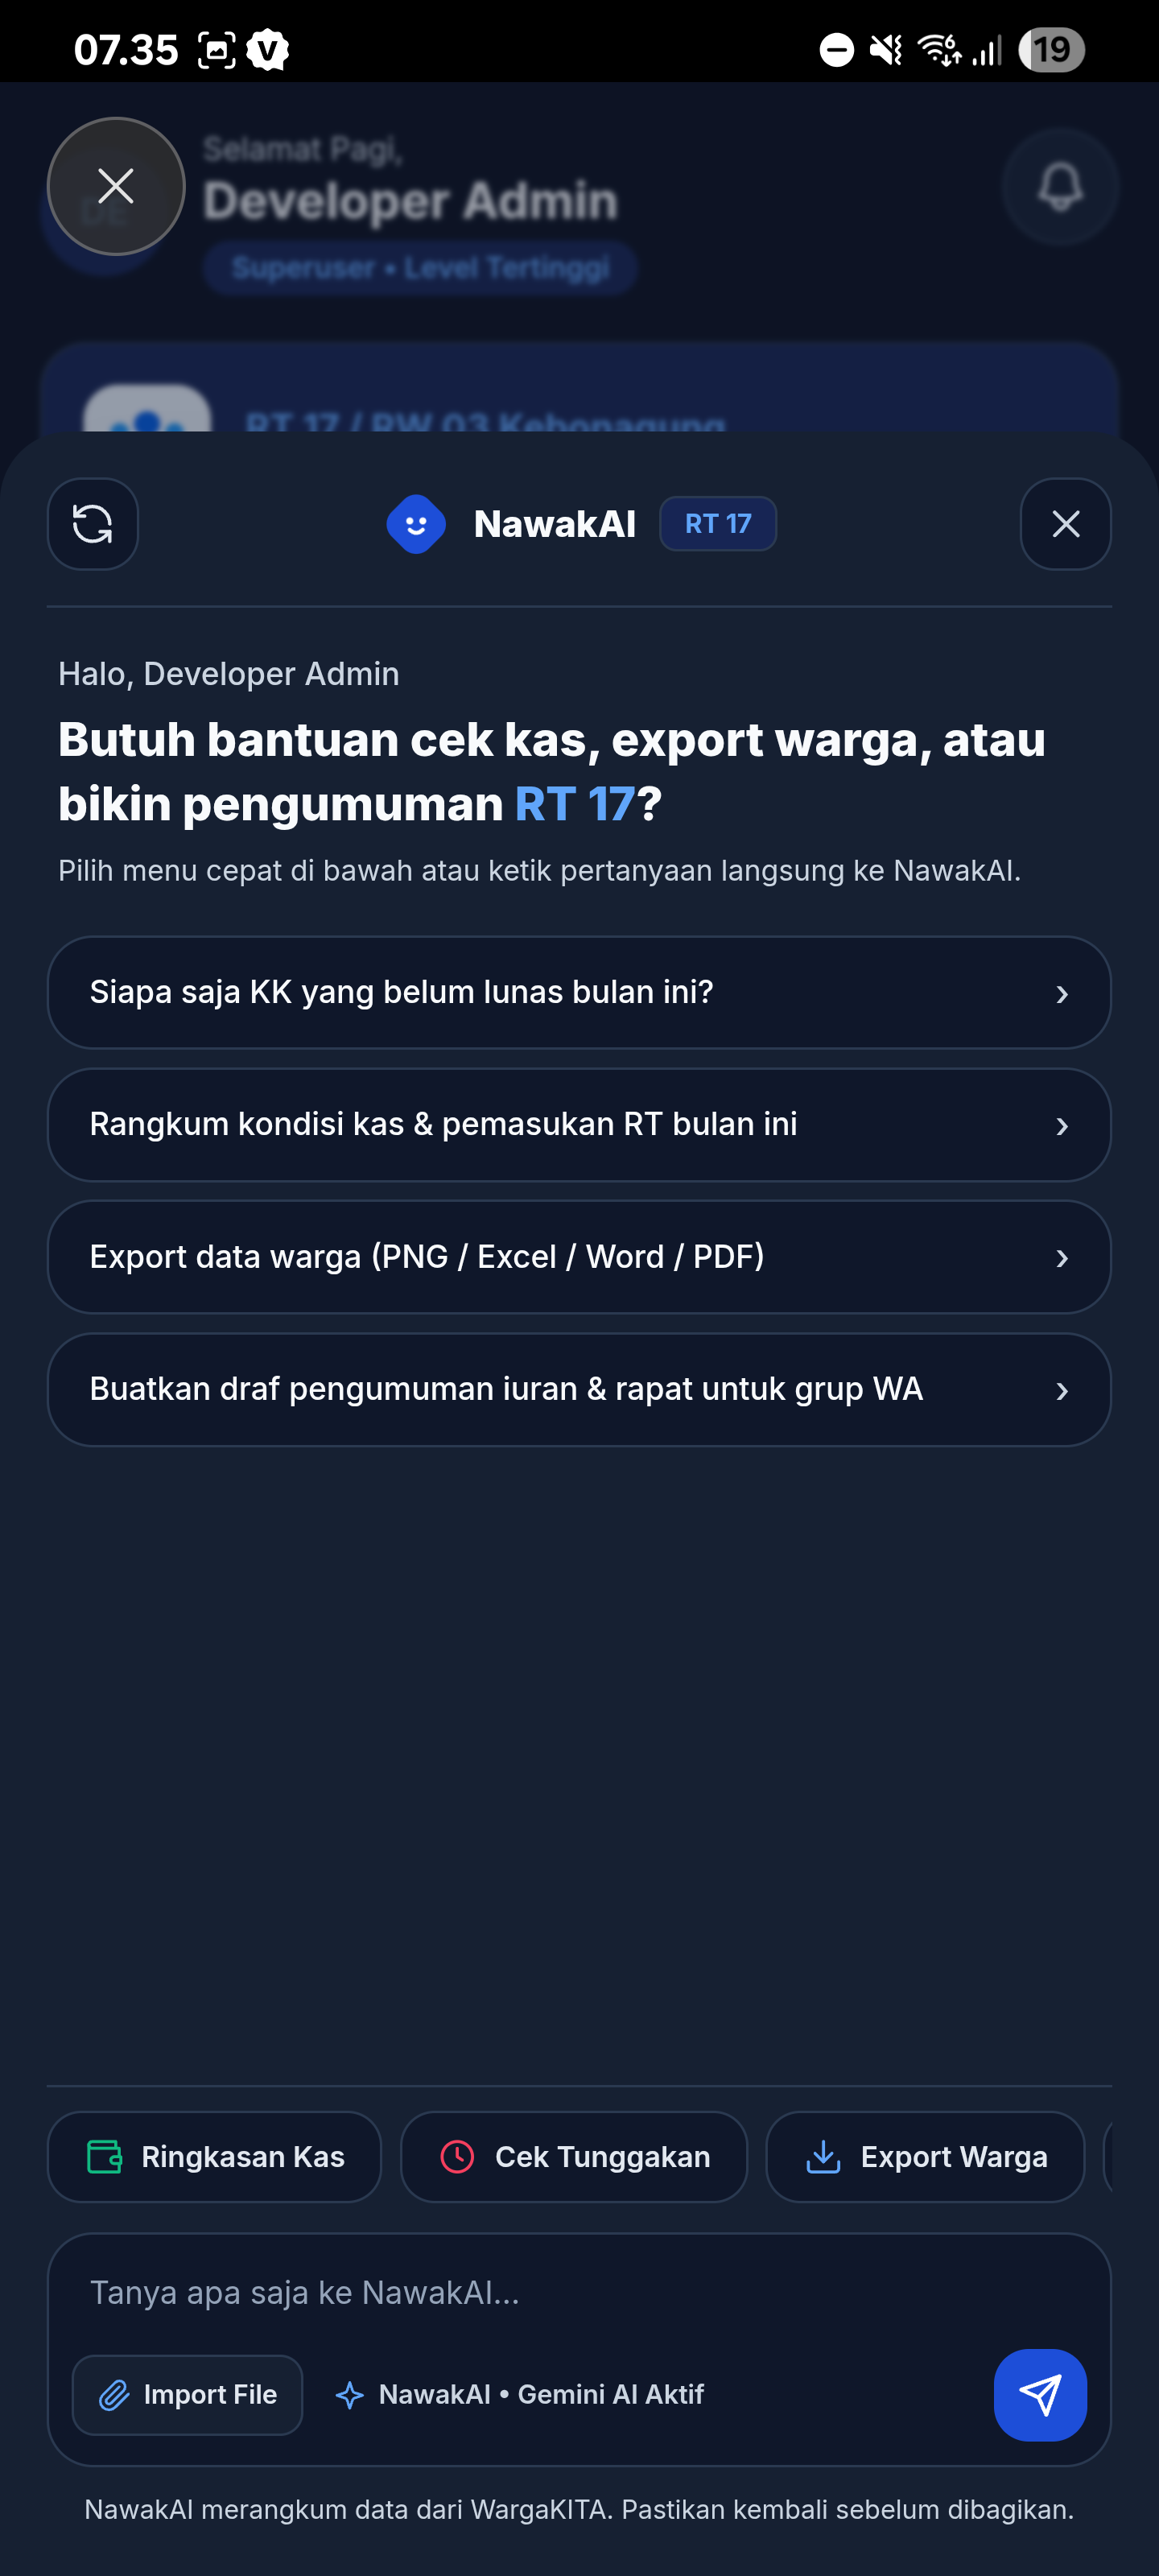 07.35
19
Selamat Pagi,
Developer Admin
Superuser • Level Tertinggi
RT 17 / RW 03 Kebonagung
NawakAI
RT 17
Halo, Developer Admin
Butuh bantuan cek kas, export warga, atau
bikin pengumuman RT 17?
Pilih menu cepat di bawah atau ketik pertanyaan langsung ke NawakAI.
Siapa saja KK yang belum lunas bulan ini?
Rangkum kondisi kas & pemasukan RT bulan ini
Export data warga (PNG / Excel / Word / PDF)
Buatkan draf pengumuman iuran & rapat untuk grup WA
Ringkasan Kas
Cek Tunggakan
Export Warga
Tanya apa saja ke NawakAI...
Import File
NawakAI • Gemini AI Aktif
NawakAI merangkum data dari WargaKITA. Pastikan kembali sebelum dibagikan.